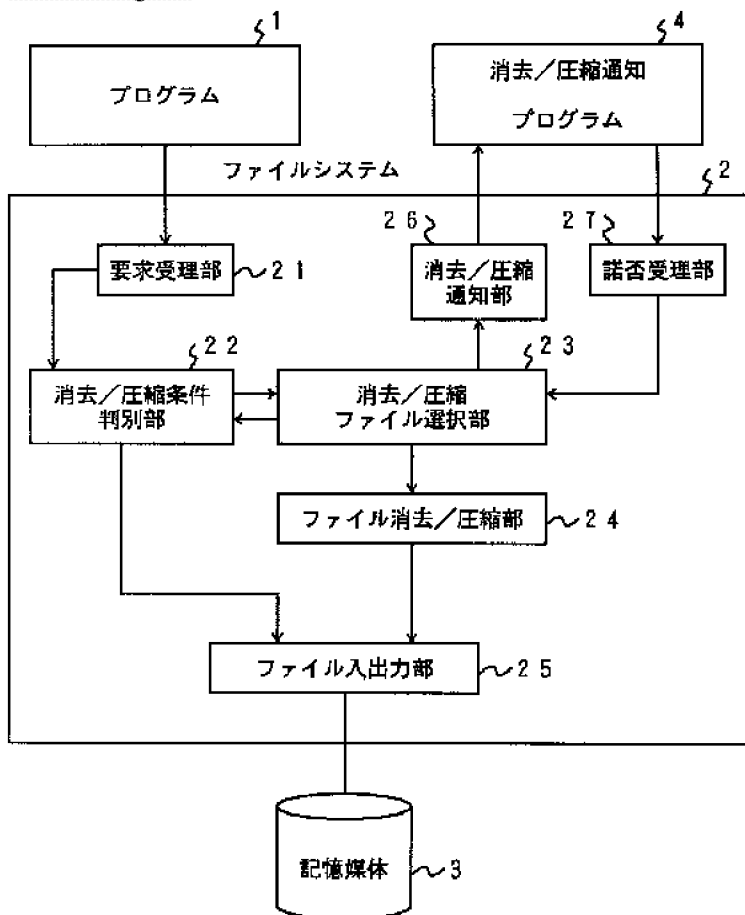 1
プログラム
4
消去／圧縮通知
プログラム
ファイルシステム
2
要求受理部
21
26
消去／圧縮
通知部
27
諾否受理部
22
消去／圧縮条件
判別部
23
消去／圧縮
ファイル選択部
ファイル消去／圧縮部
24
ファイル入出力部
25
記憶媒体
3